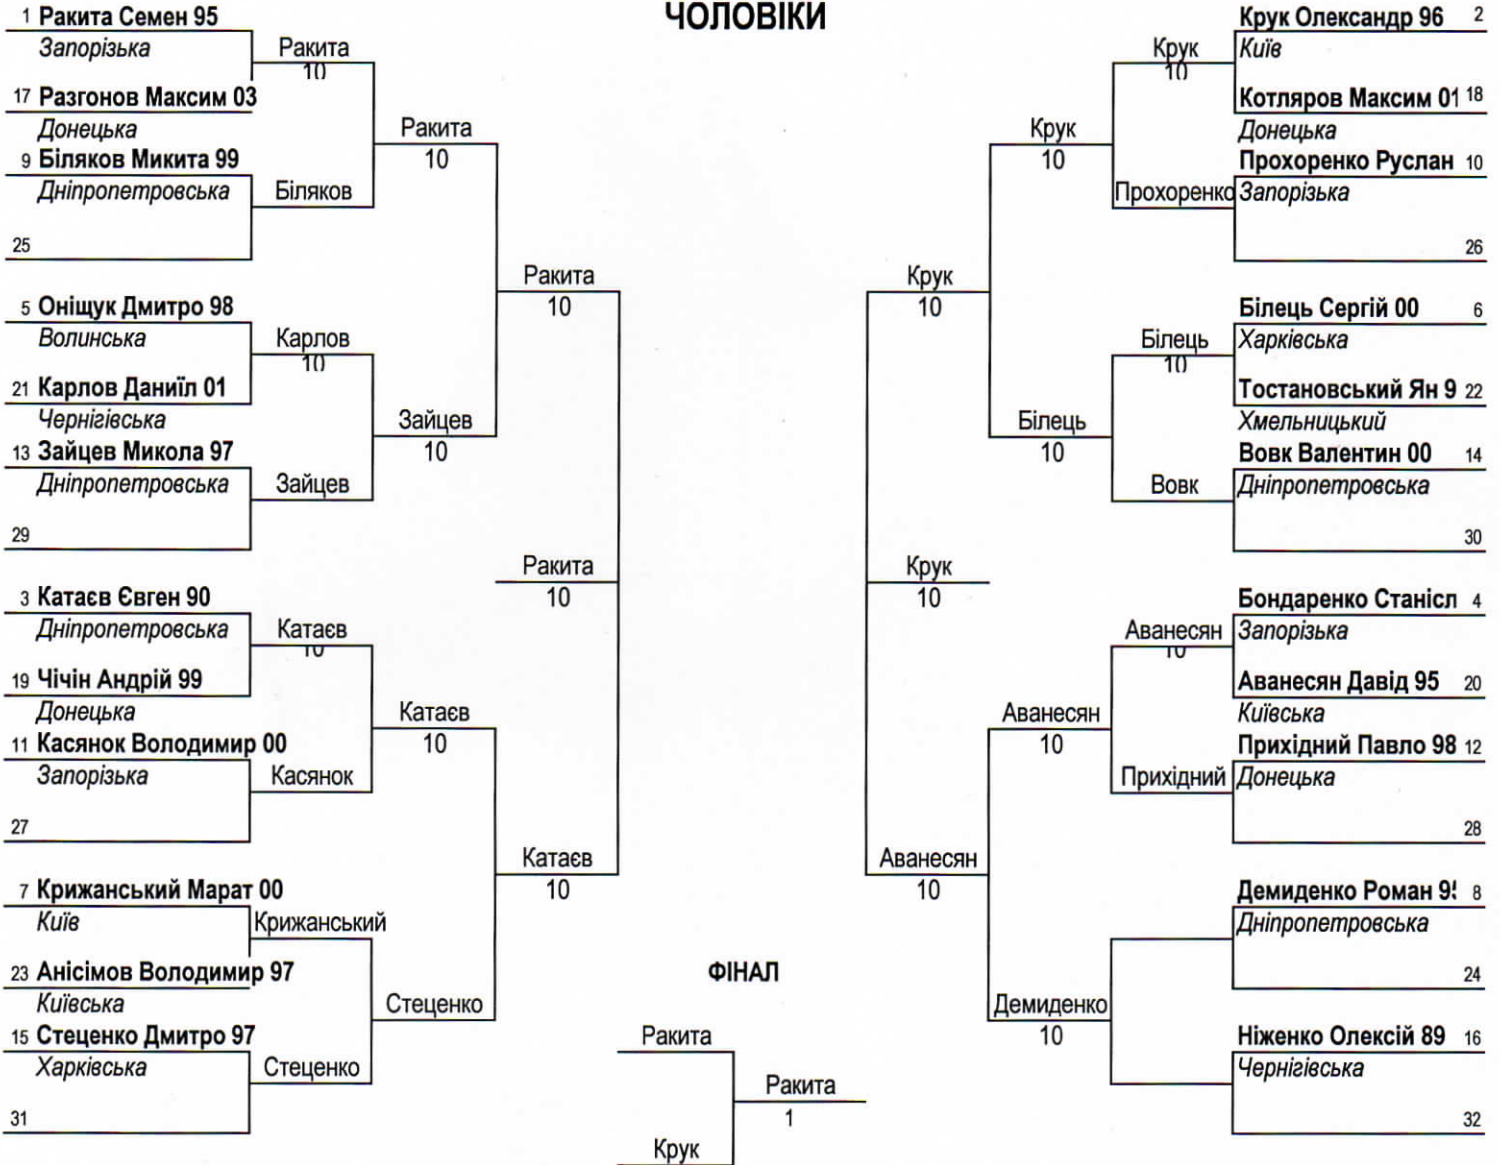 ЧОЛОВІКИ
1 Ракита Семен 95
Запорізька
Ракита
10
17 Разгонов Максим 03
Донецька
Ракита
10
9 Біляков Микита 99
Дніпропетровська
Біляков
25
Ракита
10
5 Оніщук Дмитро 98
Волинська
Карлов
10
21 Карлов Даниїл 01
Чернігівська
Зайцев
10
13 Зайцев Микола 97
Дніпропетровська
Зайцев
29
Ракита
10
3 Катаєв Євген 90
Дніпропетровська
Катаєв
10
19 Чічін Андрій 99
Донецька
Катаєв
10
11 Касянок Володимир 00
Запорізька
Касянок
27
Катаєв
10
7 Крижанський Марат 00
Київ
Крижанський
23 Анісімов Володимир 97
Київська
Стеценко
15 Стеценко Дмитро 97
Харківська
Стеценко
31
Крук Олександр 96 2
Київ
Крук
10
Котляров Максим 01 18
Донецька
Крук
10
Прохоренко Руслан 10
Запорізька
Прохоренко
26
Крук
10
Білець Сергій 00 6
Харківська
Білець
10
Тостановський Ян 9 22
Хмельницький
Білець
10
Вовк Валентин 00 14
Дніпропетровська
Вовк
30
Крук
10
Бондаренко Станісл 4
Запорізька
Аванесян
10
Аванесян Давід 95 20
Київська
Аванесян
10
Прихідний Павло 98 12
Донецька
Прихідний
28
Аванесян
10
Демиденко Роман 9 8
Дніпропетровська
24
Демиденко
10
Ніженко Олексій 89 16
Чернігівська
32
ФІНАЛ
Ракита
Ракита
1
Крук